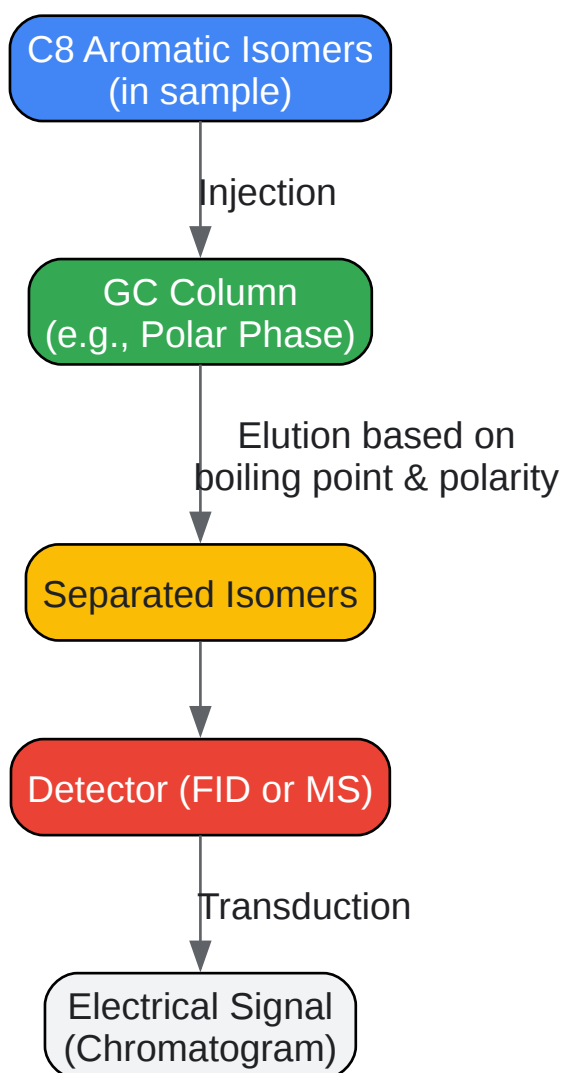 C8 Aromatic Isomers
(in sample)
Injection
GC Column
(e.g., Polar Phase)
Elution based on
boiling point & polarity
Separated Isomers
Detector (FID or MS)
Transduction
Electrical Signal
(Chromatogram)